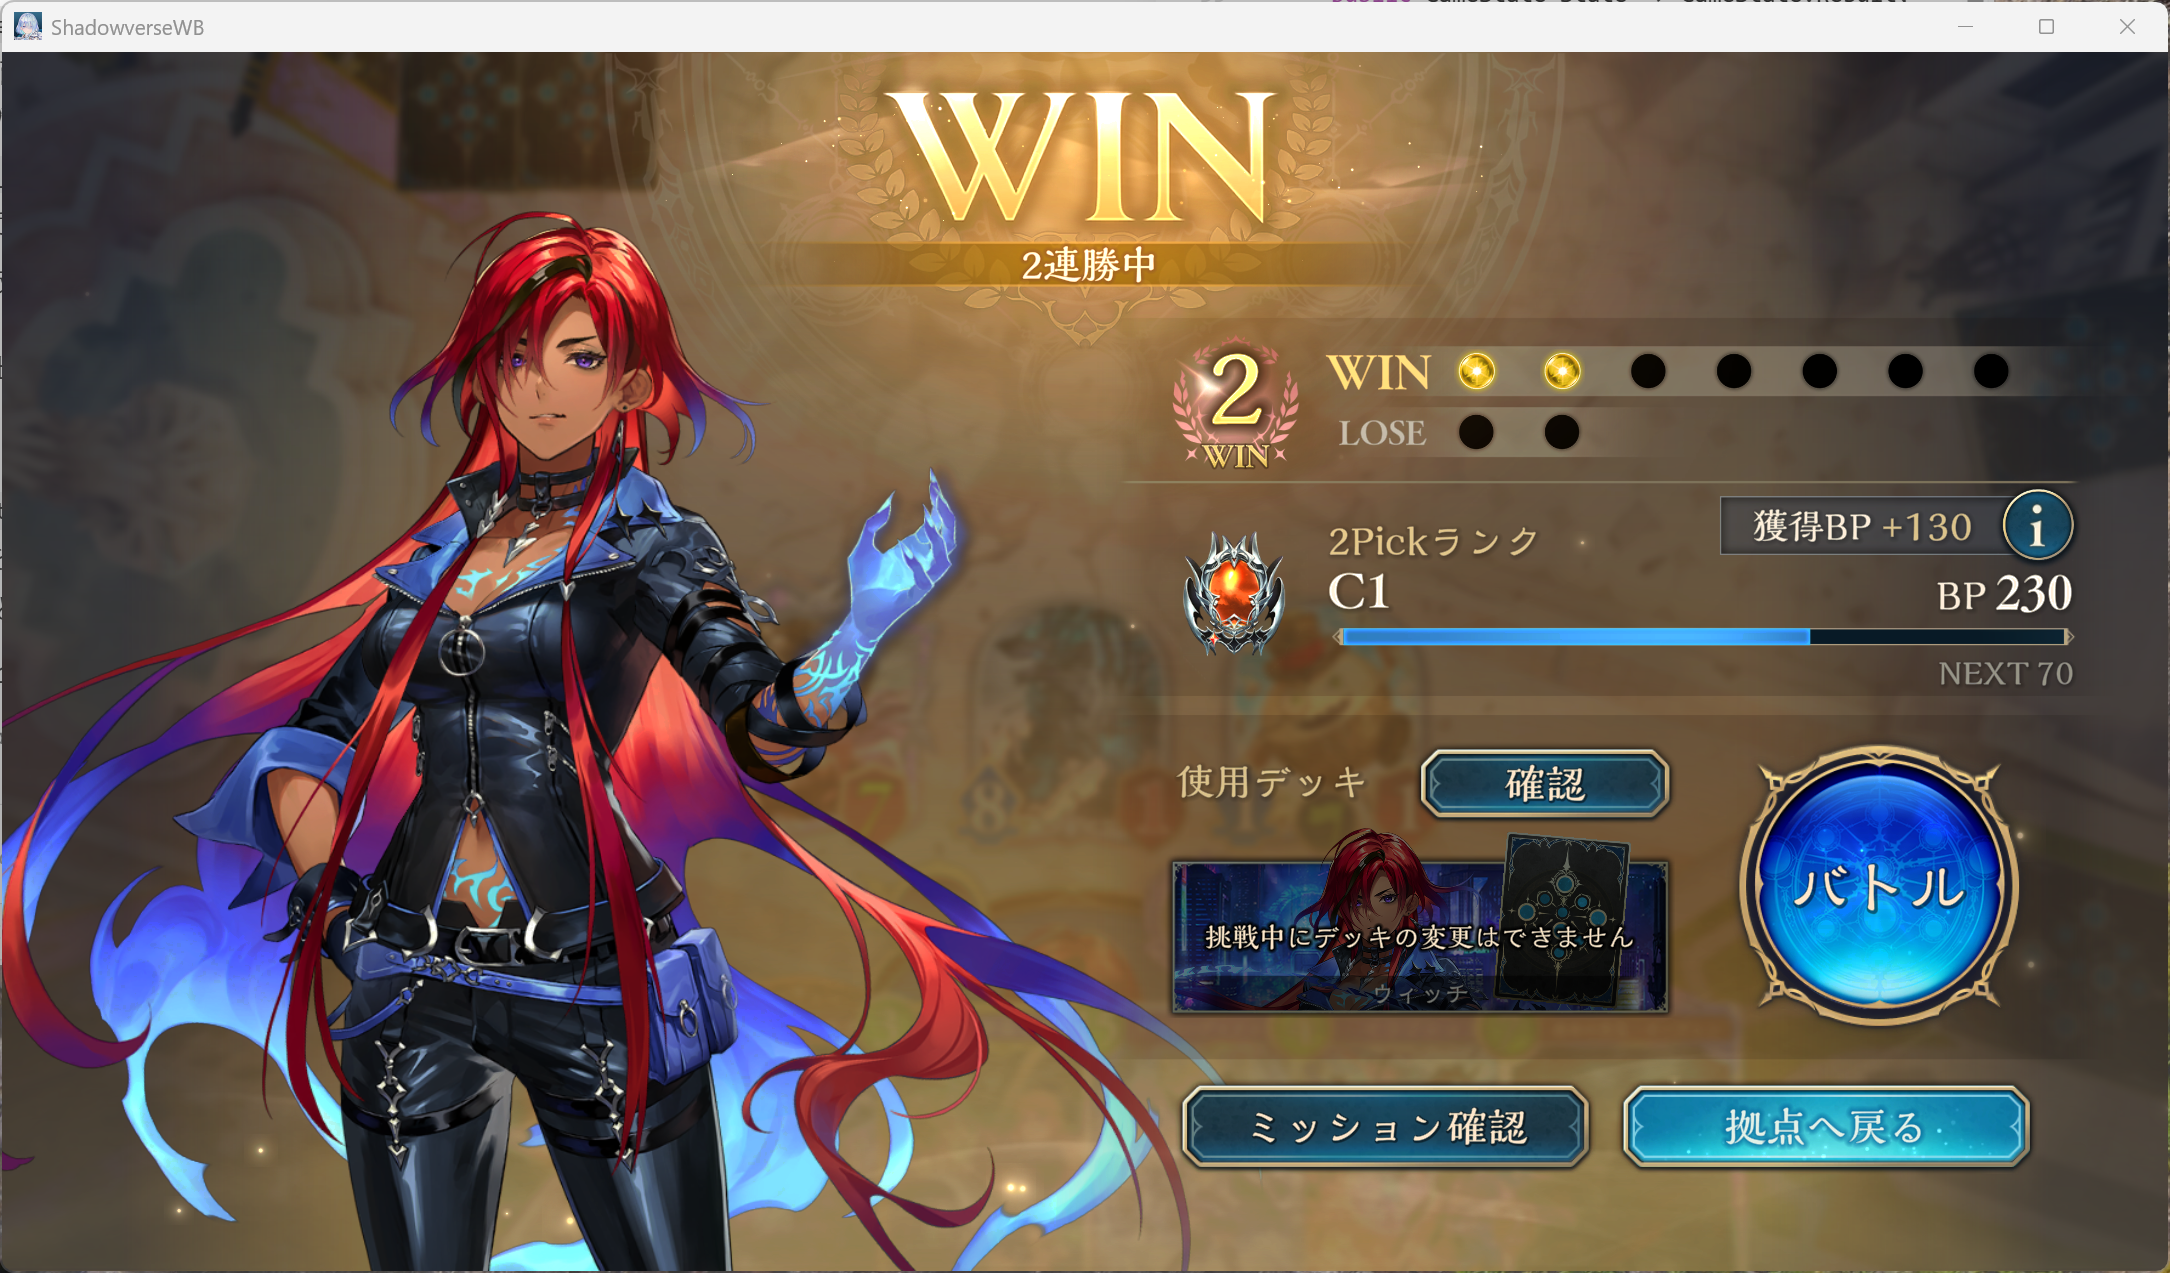 ShadowverseWB
WIN
2連勝中
2
WIN
WIN
LOSE
獲得BP +130
i
2Pickランク
C1
BP 230
NEXT 70
使用デッキ
確認
挑戦中にデッキの変更はできません
ウィッチ
バトル
ミッション確認
拠点へ戻る